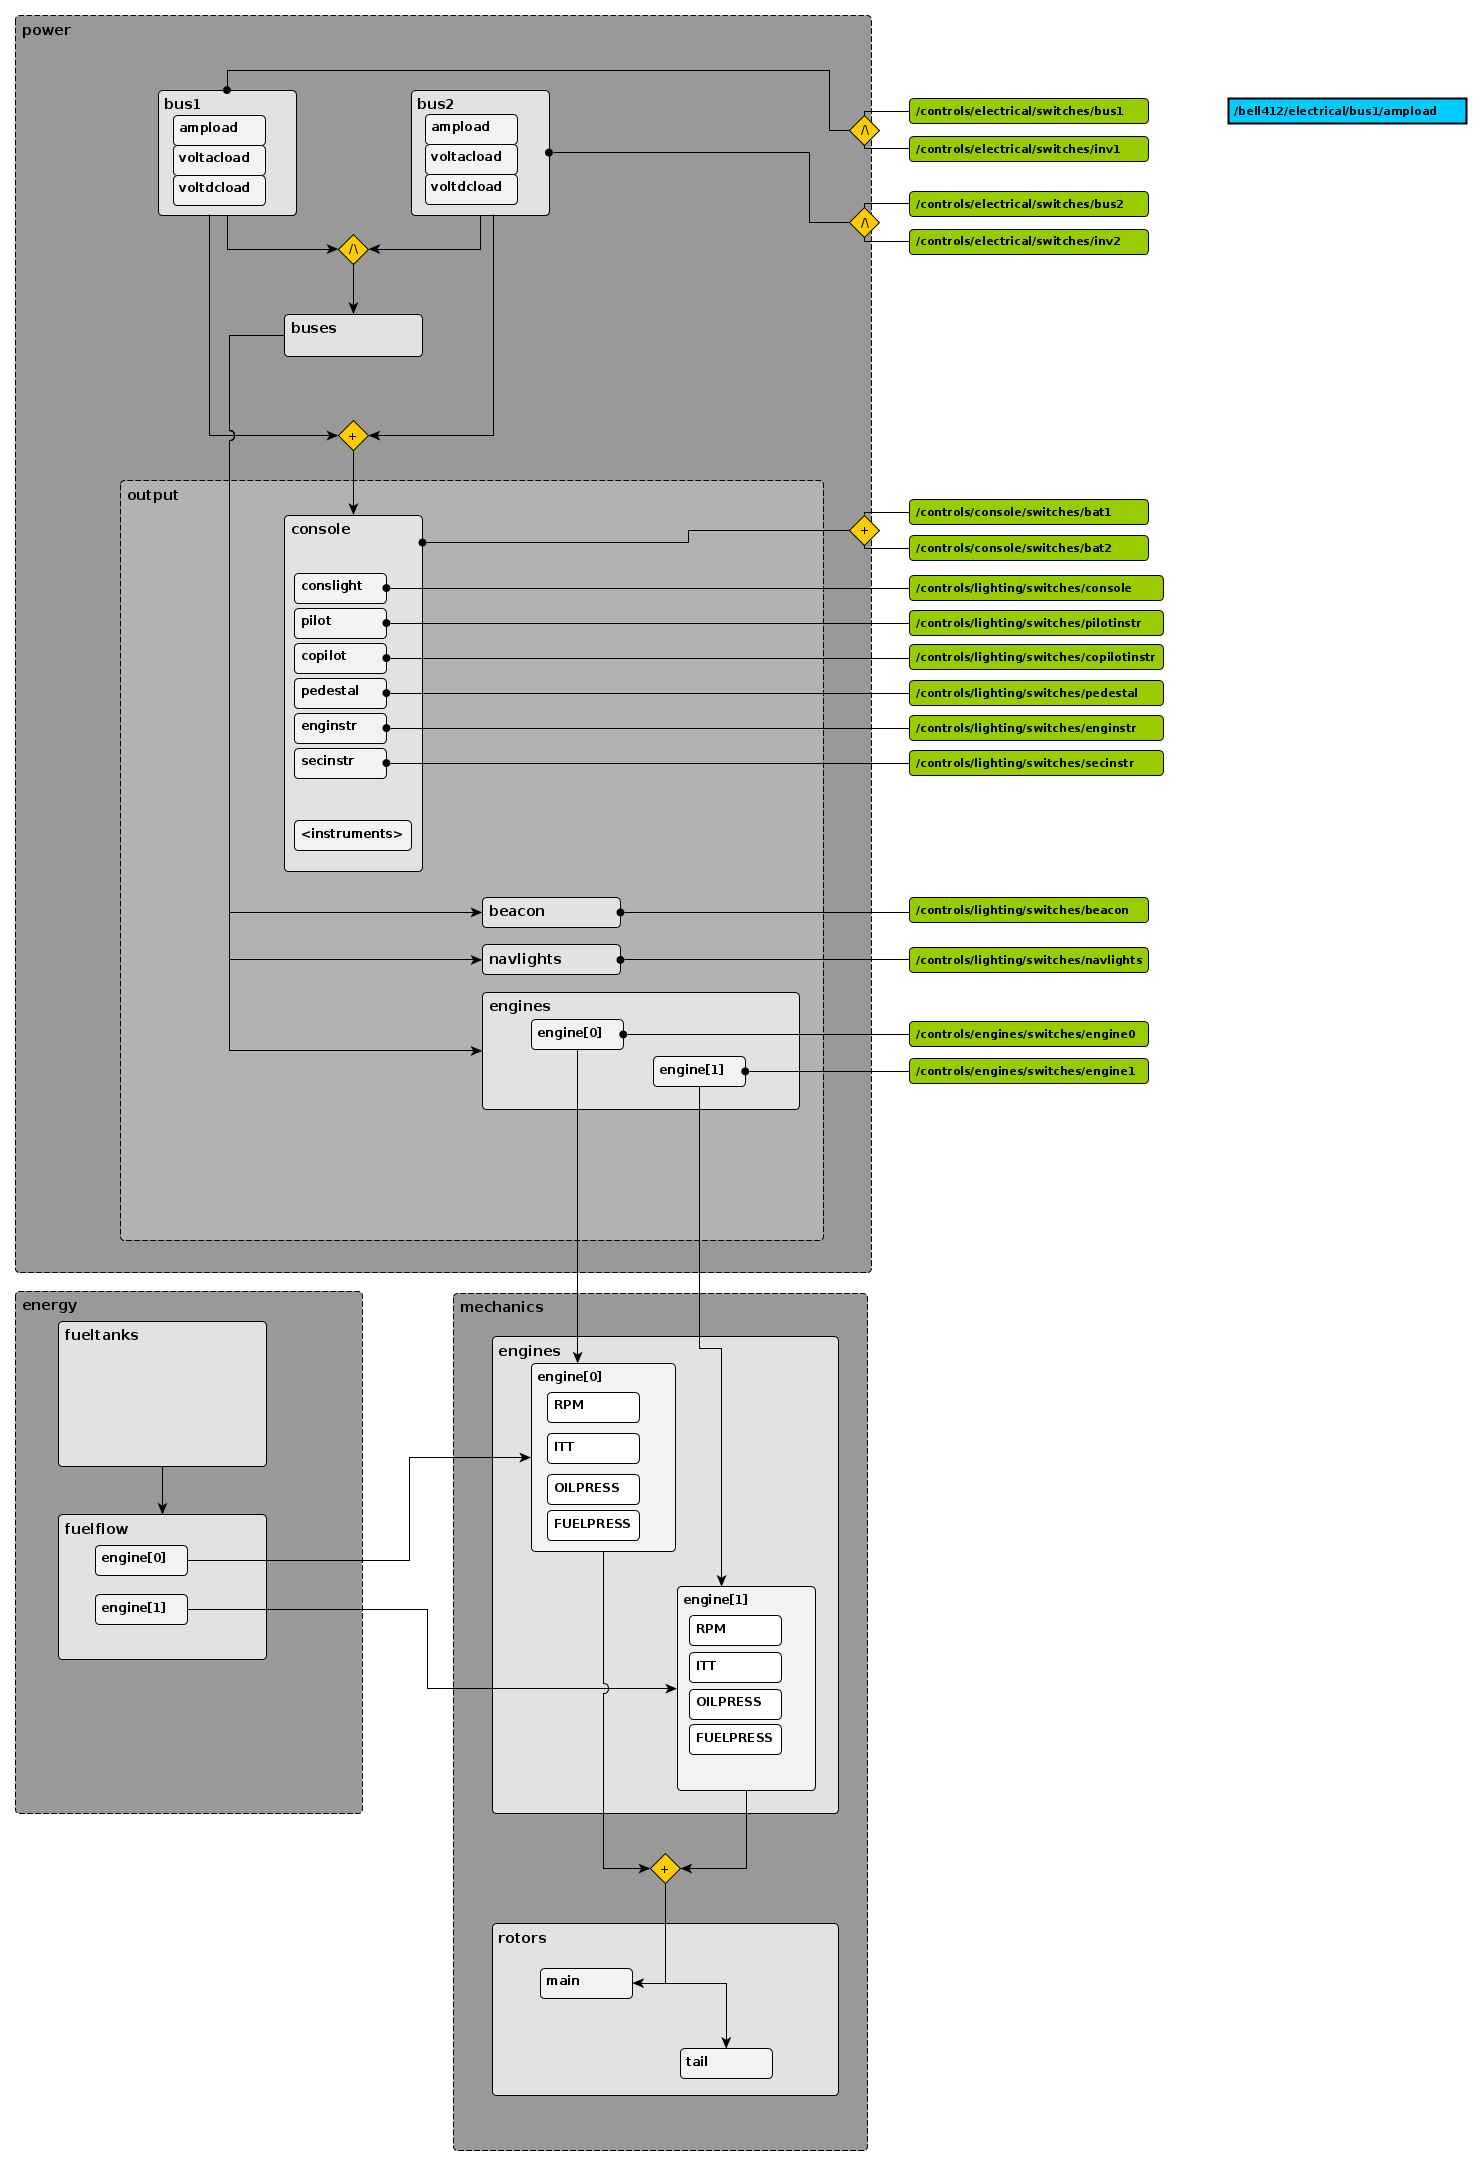 power
bus1
ampload
voltacload
voltdcload
bus2
ampload
voltacload
voltdcload
/\
/controls/electrical/switches/bus1
/controls/electrical/switches/inv1
/bell412/electrical/bus1/ampload
/\
/controls/electrical/switches/bus2
/controls/electrical/switches/inv2
/\
buses
+
output
console
conslight
pilot
copilot
pedestal
enginstr
secinstr
<instruments>
+
/controls/console/switches/bat1
/controls/console/switches/bat2
/controls/lighting/switches/console
/controls/lighting/switches/pilotinstr
/controls/lighting/switches/copilotinstr
/controls/lighting/switches/pedestal
/controls/lighting/switches/enginstr
/controls/lighting/switches/secinstr
beacon
/controls/lighting/switches/beacon
navlights
/controls/lighting/switches/navlights
engines
engine[0]
/controls/engines/switches/engine0
engine[1]
/controls/engines/switches/engine1
energy
fueltanks
fuelflow
engine[0]
engine[1]
mechanics
engines
engine[0]
RPM
ITT
OILPRESS
FUELPRESS
engine[1]
RPM
ITT
OILPRESS
FUELPRESS
+
rotors
main
tail